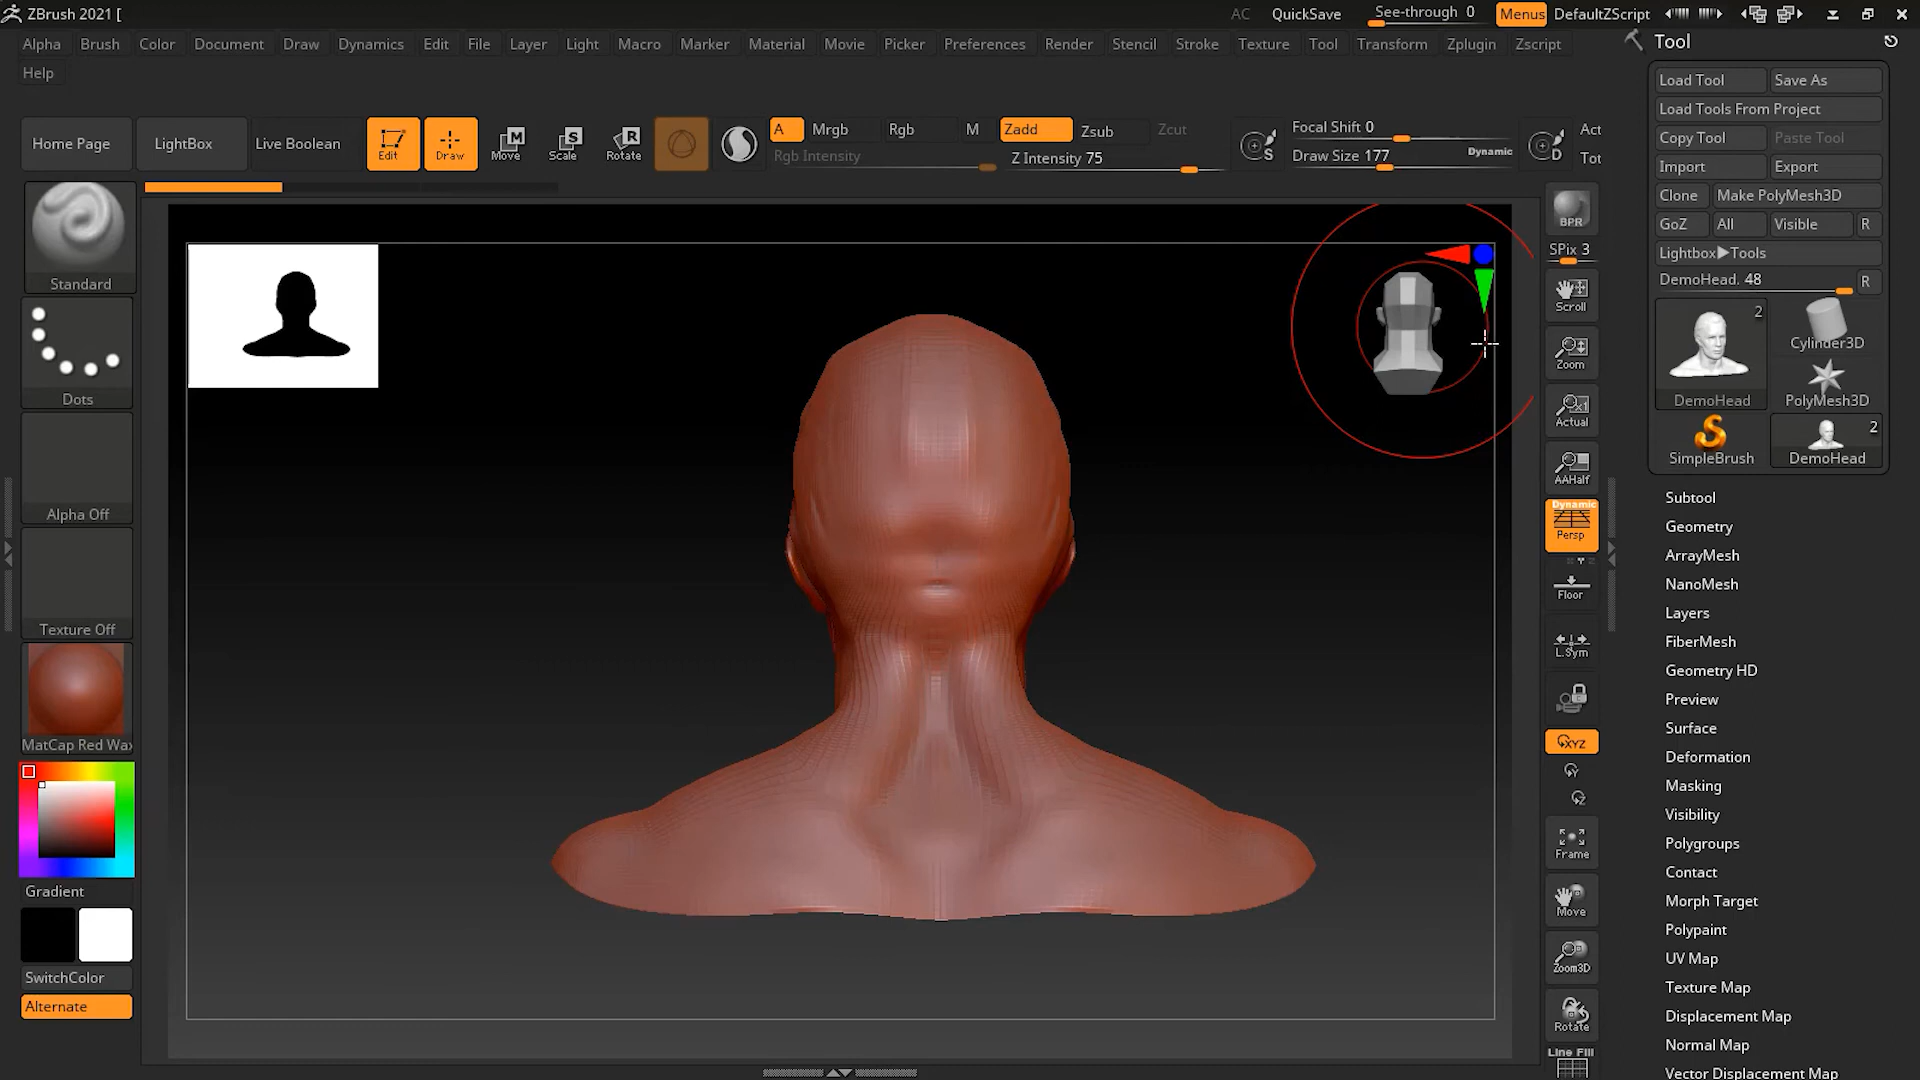 ZBrush 2021 [
AC QuickSave See-through 0 Menus DefaultZScript
Alpha Brush Color Document Draw Dynamics Edit File Layer Light Macro Marker Material Movie Picker Preferences Render Stencil Stroke Texture Tool Transform Zplugin Zscript
Help
Home Page LightBox Live Boolean Edit Draw Move Scale Rotate
M S R
A Mrgb Rgb M Zadd Zsub Zcut
Rgb Intensity Z Intensity 75
S Focal Shift 0
Draw Size 177 Dynamic
D Act
Tot
Standard
Dots
Alpha Off
Texture Off
MatCap Red Wax
Gradient
SwitchColor
Alternate
BPR
SPix 3
Scroll
Zoom
Actual
AAHalf
Dynamic
Persp
Floor
L.Sym
XYZ
Y
Z
Frame
Move
Zoom3D
Rotate
Line Fill
Tool
Load Tool Save As
Load Tools From Project
Copy Tool Paste Tool
Import Export
Clone Make PolyMesh3D
GoZ All Visible R
Lightbox▶Tools
DemoHead. 48 R
2
DemoHead Cylinder3D
PolyMesh3D
SimpleBrush 2
DemoHead
Subtool
Geometry
ArrayMesh
NanoMesh
Layers
FiberMesh
Geometry HD
Preview
Surface
Deformation
Masking
Visibility
Polygroups
Contact
Morph Target
Polypaint
UV Map
Texture Map
Displacement Map
Normal Map
Vector Displacement Map